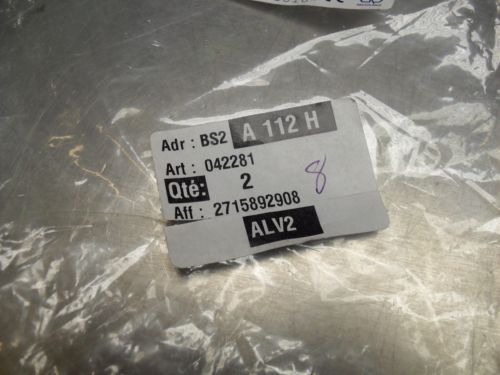 Adr : BS2 A 112 H
Art : 042281
Qté: 2 8
Aff : 2715892908
ALV2